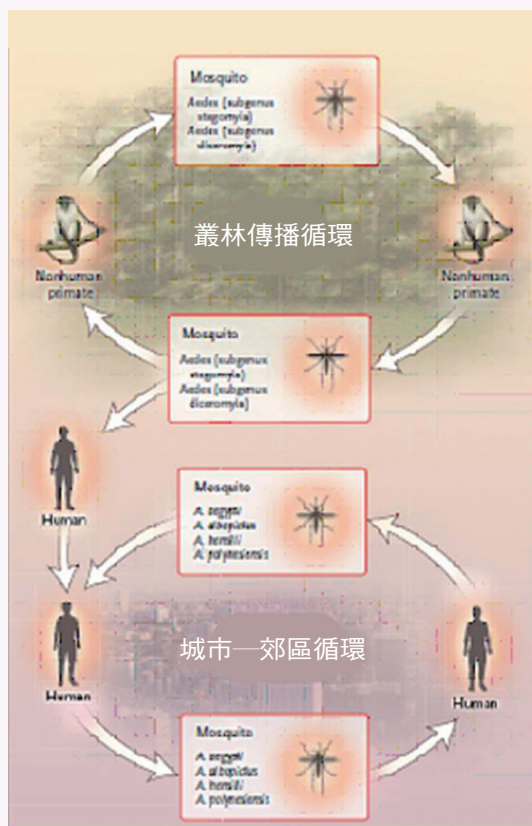 Mosquito
Aedes (subgenus
stegomyia)
Aedes (subgenus
diceromyia)
叢林傳播循環
Nonhuman
primate
Nonhuman
primate
Mosquito
Aedes (subgenus
stegomyia)
Aedes (subgenus
diceromyia)
Human
Mosquito
A. aegypti
A. albopictus
A. hensilli
A. polynesiensis
城市—郊區循環
Human
Human
Mosquito
A. aegypti
A. albopictus
A. hensilli
A. polynesiensis